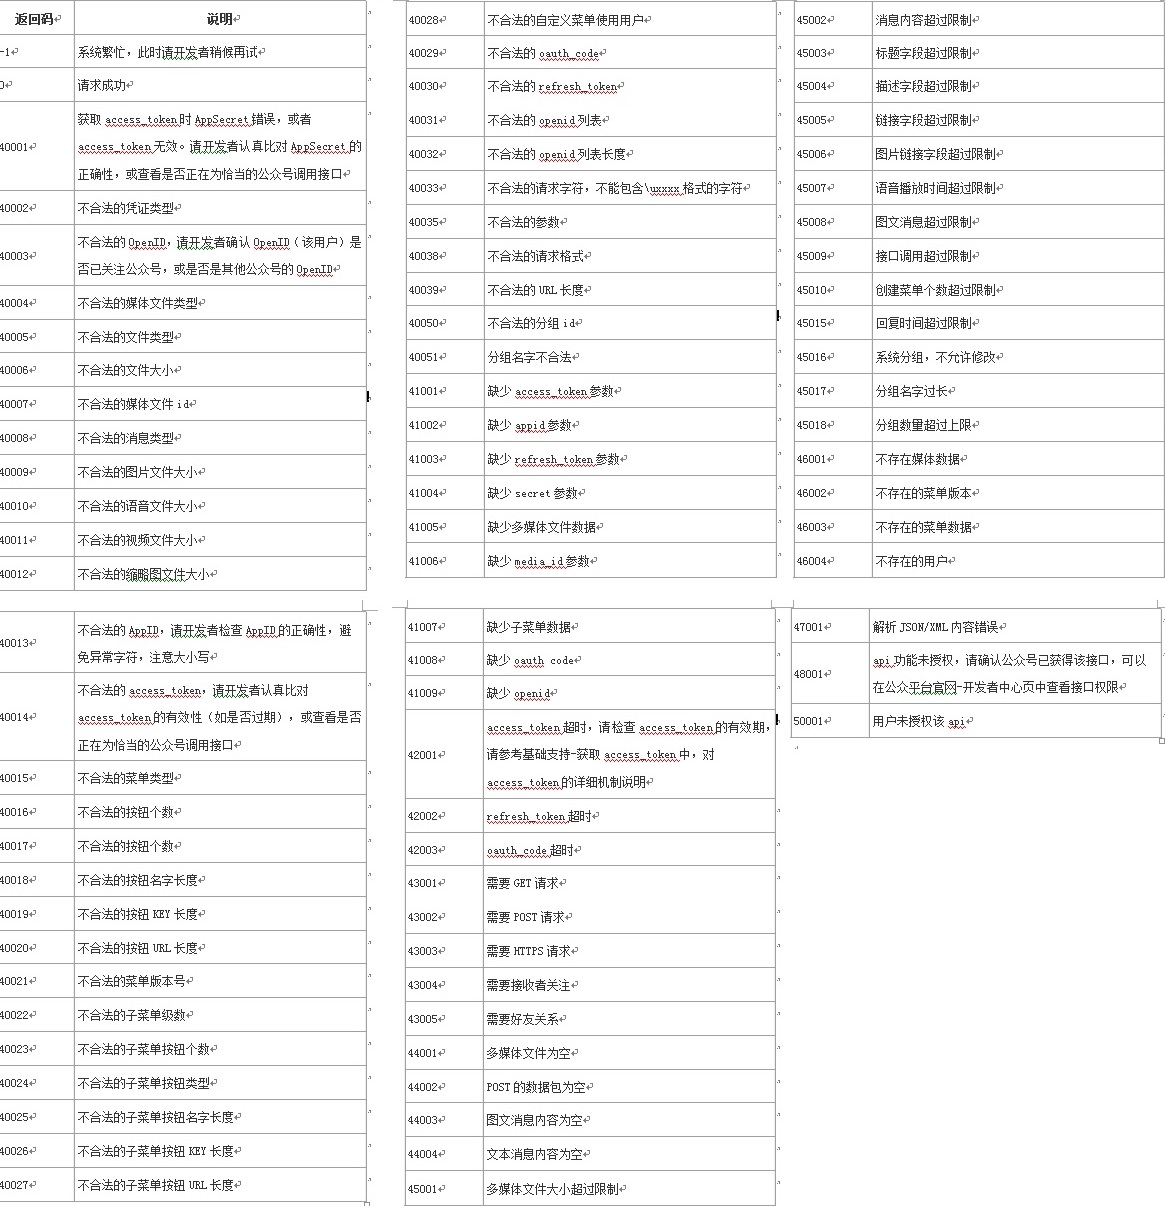 返回码 说明
-1 系统繁忙，此时请开发者稍候再试
0 请求成功
获取 access_token 时 AppSecret 错误，或者
40001 access_token 无效。请开发者认真比对 AppSecret 的
正确性，或查看是否正在为恰当的公众号调用接口
40002 不合法的凭证类型
不合法的 OpenID，请开发者确认 OpenID（该用户）是
40003 否已关注公众号，或是否是其他公众号的 OpenID
40004 不合法的媒体文件类型
40005 不合法的文件类型
40006 不合法的文件大小
40007 不合法的媒体文件 id
40008 不合法的消息类型
40009 不合法的图片文件大小
40010 不合法的语音文件大小
40011 不合法的视频文件大小
40012 不合法的缩略图文件大小
不合法的 AppID，请开发者检查 AppID 的正确性，避
40013 免异常字符，注意大小写
不合法的 access_token，请开发者认真比对
40014 access_token 的有效性（如是否过期），或查看是否
正在为恰当的公众号调用接口
40015 不合法的菜单类型
40016 不合法的按钮个数
40017 不合法的按钮个数
40018 不合法的按钮名字长度
40019 不合法的按钮 KEY 长度
40020 不合法的按钮 URL 长度
40021 不合法的菜单版本号
40022 不合法的子菜单级数
40023 不合法的子菜单按钮个数
40024 不合法的子菜单按钮类型
40025 不合法的子菜单按钮名字长度
40026 不合法的子菜单按钮 KEY 长度
40027 不合法的子菜单按钮 URL 长度
40028 不合法的自定义菜单使用用户
40029 不合法的 oauth_code
40030 不合法的 refresh_token
40031 不合法的 openid 列表
40032 不合法的 openid 列表长度
40033 不合法的请求字符，不能包含\uxxxx 格式的字符
40035 不合法的参数
40038 不合法的请求格式
40039 不合法的 URL 长度
40050 不合法的分组 id
40051 分组名字不合法
41001 缺少 access_token 参数
41002 缺少 appid 参数
41003 缺少 refresh_token 参数
41004 缺少 secret 参数
41005 缺少多媒体文件数据
41006 缺少 media_id 参数
41007 缺少子菜单数据
41008 缺少 oauth code
41009 缺少 openid
access_token 超时，请检查 access_token 的有效期，
42001 请参考基础支持-获取 access_token 中，对
access_token 的详细机制说明
42002 refresh_token 超时
42003 oauth_code 超时
43001 需要 GET 请求
43002 需要 POST 请求
43003 需要 HTTPS 请求
43004 需要接收者关注
43005 需要好友关系
44001 多媒体文件为空
44002 POST 的数据包为空
44003 图文消息内容为空
44004 文本消息内容为空
45001 多媒体文件大小超过限制
45002 消息内容超过限制
45003 标题字段超过限制
45004 描述字段超过限制
45005 链接字段超过限制
45006 图片链接字段超过限制
45007 语音播放时间超过限制
45008 图文消息超过限制
45009 接口调用超过限制
45010 创建菜单个数超过限制
45015 回复时间超过限制
45016 系统分组，不允许修改
45017 分组名字过长
45018 分组数量超过上限
46001 不存在媒体数据
46002 不存在的菜单版本
46003 不存在的菜单数据
46004 不存在的用户
47001 解析 JSON/XML 内容错误
api 功能未授权，请确认公众号已获得该接口，可以
48001 在公众平台官网-开发者中心页中查看接口权限
50001 用户未授权该 api